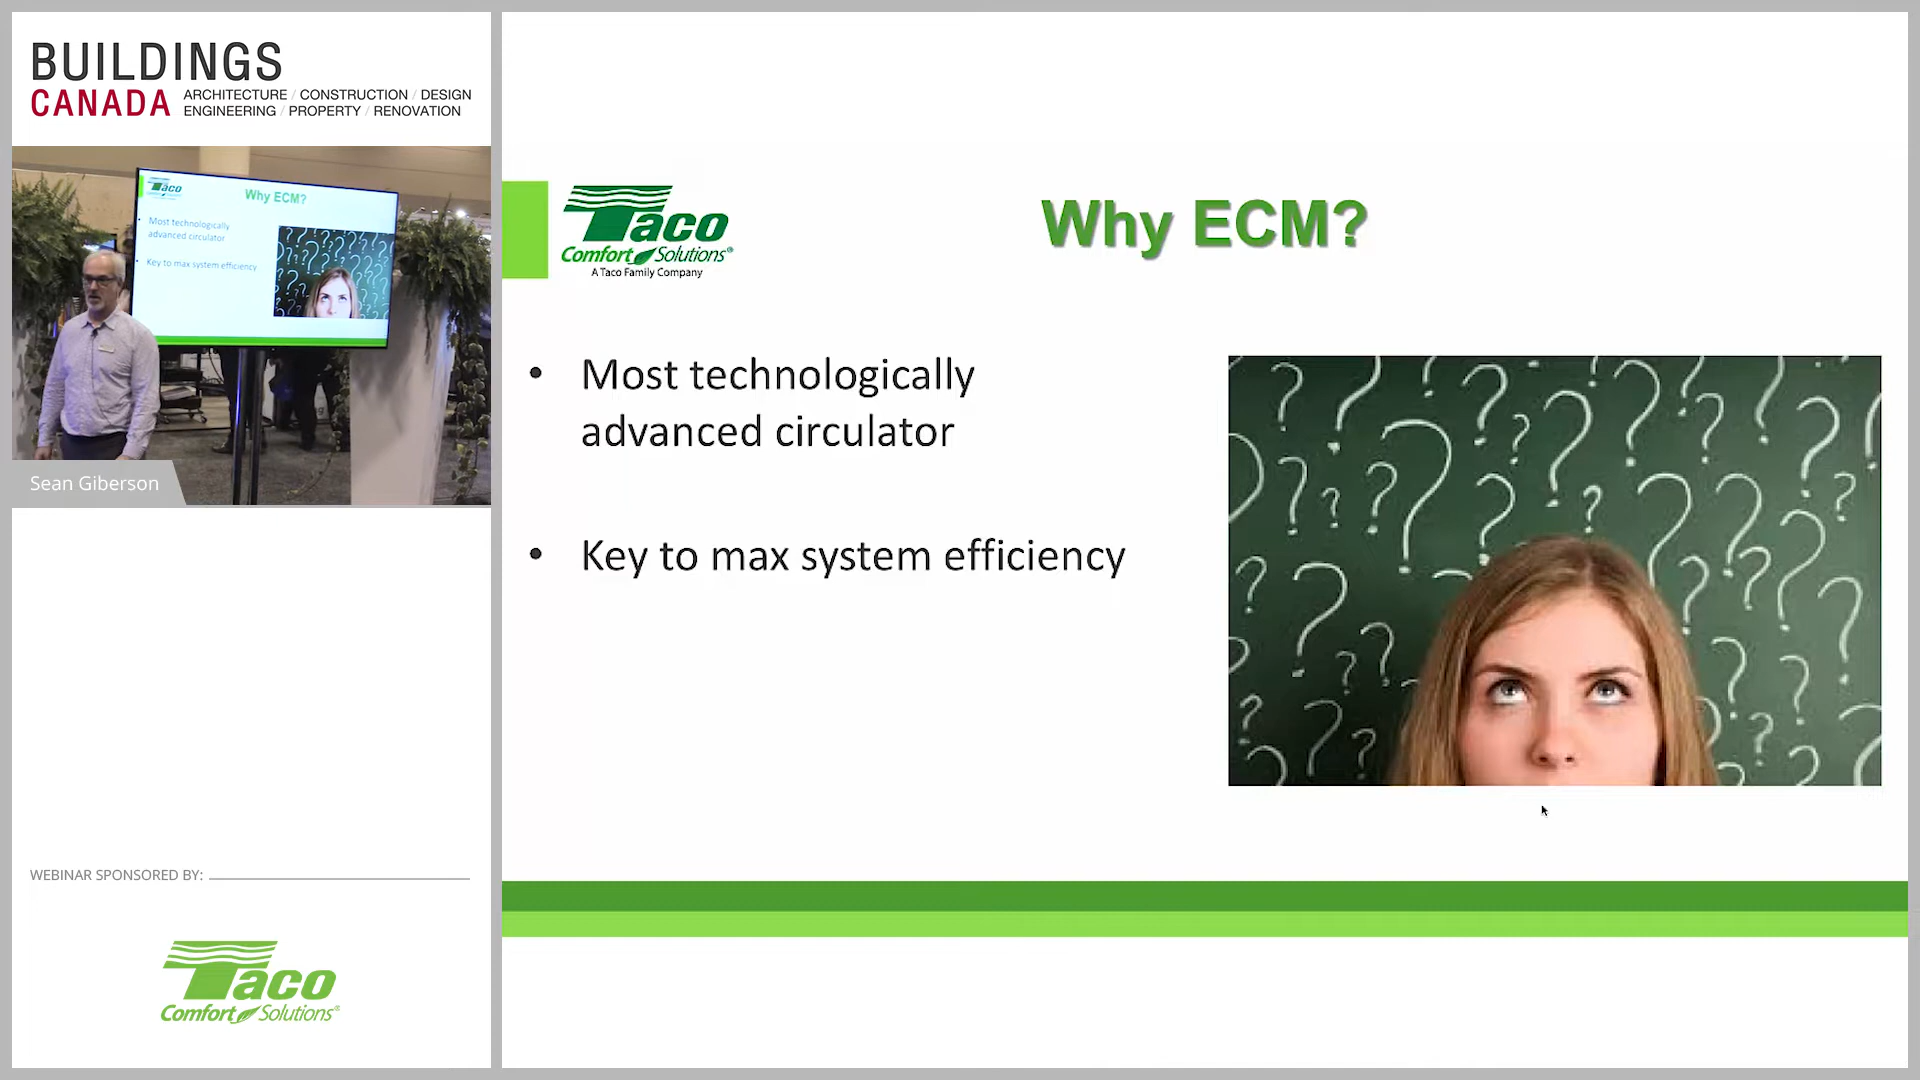 BUILDINGS
CANADA
ARCHITECTURE / CONSTRUCTION / DESIGN
ENGINEERING / PROPERTY / RENOVATION
Taco
Why ECM?
• Most technologically
advanced circulator
• Key to max system efficiency
Sean Giberson
WEBINAR SPONSORED BY:
Taco
Comfort Solutions®
Taco
Comfort Solutions®
A Taco Family Company
Why ECM?
• Most technologically
advanced circulator
• Key to max system efficiency